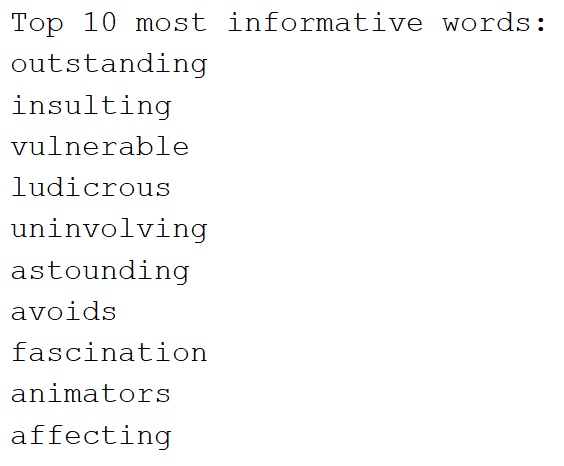 Top 10 most informative words:
outstanding
insulting
vulnerable
ludicrous
uninvolving
astounding
avoids
fascination
animators
affecting